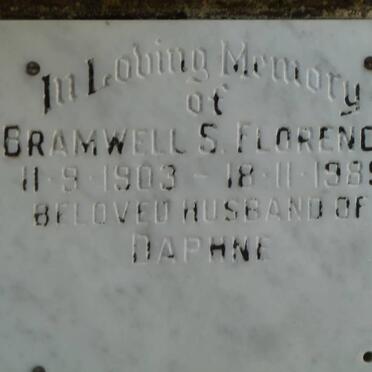 In Loving Memory
of
BRAMWELL S. FLORENC
11-9-1903 - 18-11-198
BELOVED HUSBAND OF
DAPHNE